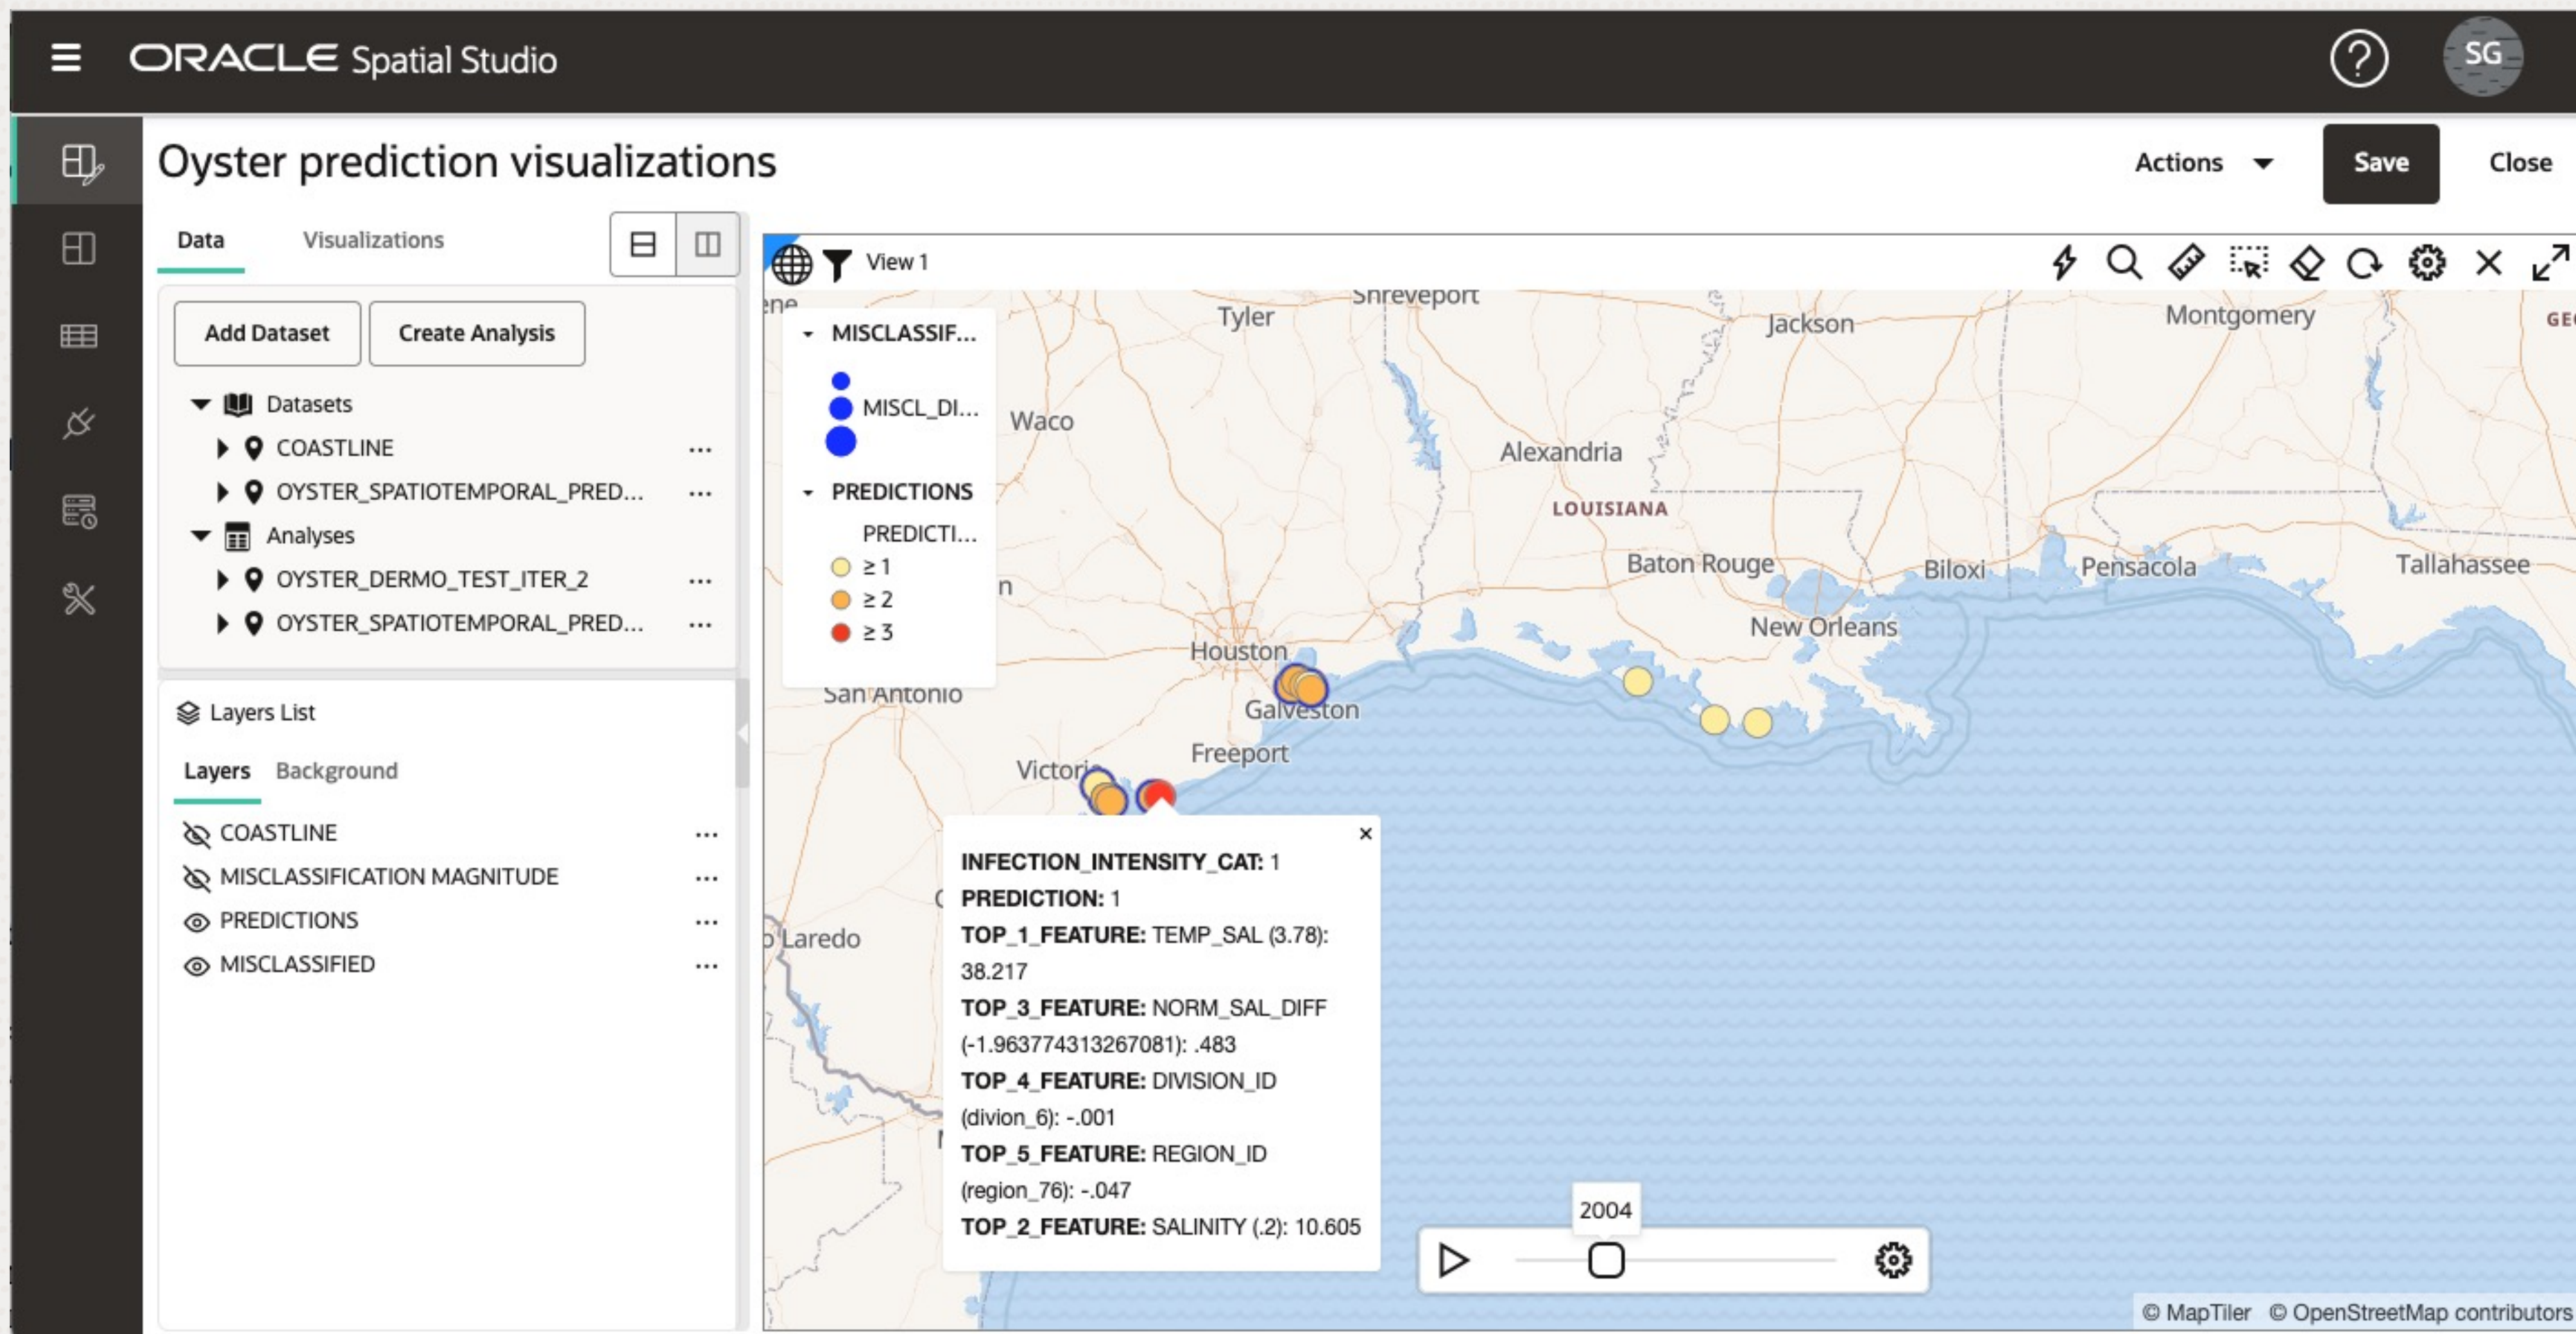 ORACLE Spatial Studio
SG
Oyster prediction visualizations
Actions
Save
Close
Data
Visualizations
Add Dataset
Create Analysis
Datasets
COASTLINE
OYSTER_SPATIOTEMPORAL_PRED...
Analyses
OYSTER_DERMO_TEST_ITER_2
OYSTER_SPATIOTEMPORAL_PRED...
Layers List
Layers
Background
COASTLINE
MISCLASSIFICATION MAGNITUDE
PREDICTIONS
MISCLASSIFIED
View 1
MISCLASSIF...
MISCL_DI...
PREDICTIONS
PREDICTI...
≥ 1
≥ 2
≥ 3
ene
Tyler
Shreveport
Jackson
Montgomery
GE
Waco
Alexandria
LOUISIANA
n
Baton Rouge
Biloxi
Pensacola
Tallahassee
New Orleans
Houston
San Antonio
Galveston
Freeport
Victoria
o Laredo
INFECTION_INTENSITY_CAT: 1
PREDICTION: 1
TOP_1_FEATURE: TEMP_SAL (3.78):
38.217
TOP_3_FEATURE: NORM_SAL_DIFF
(-1.963774313267081): .483
TOP_4_FEATURE: DIVISION_ID
(divion_6): -.001
TOP_5_FEATURE: REGION_ID
(region_76): -.047
TOP_2_FEATURE: SALINITY (.2): 10.605
2004
© MapTiler © OpenStreetMap contributors